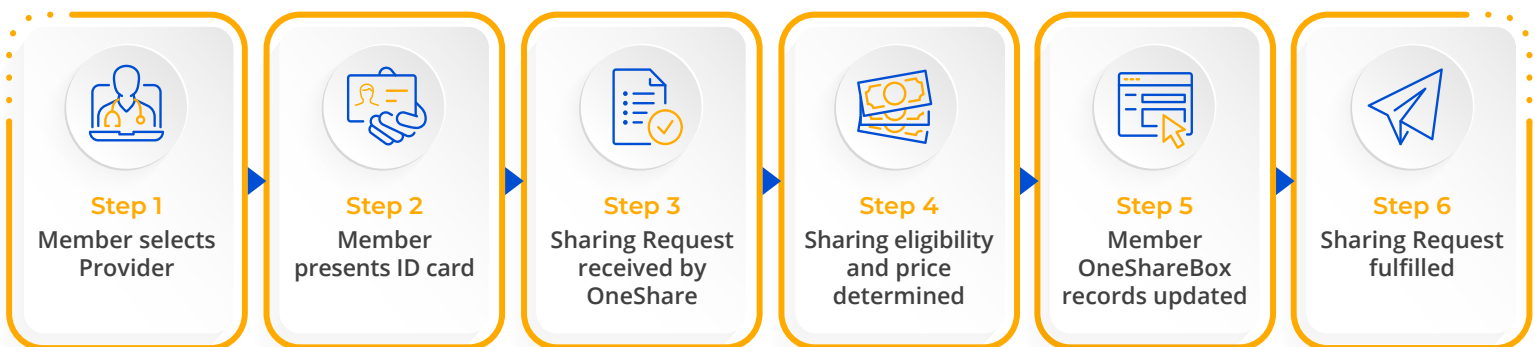 Step 1
Member selects
Provider
Step 2
Member
presents ID card
Step 3
Sharing Request
received by
OneShare
Step 4
Sharing eligibility
and price
determined
Step 5
Member
OneShareBox
records updated
Step 6
Sharing Request
fulfilled